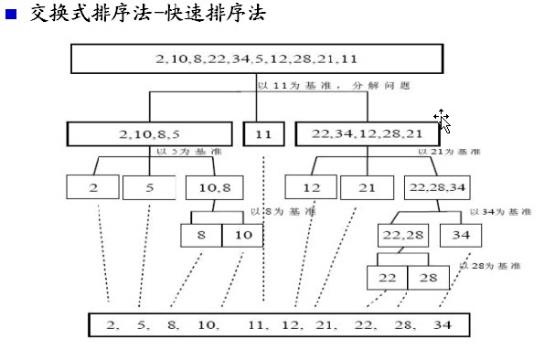 交换式排序法-快速排序法
2,10,8,22,34,5,12,28,21,11
以11为基准，分解问题
2,10,8,5
11
22,34,12,28,21
以5为基准
以21为基准
2
5
10,8
12
21
22,28,34
以8为基准
以34为基准
8
10
22,28
34
以28为基准
22
28
2, 5, 8, 10, 11, 12, 21, 22, 28, 34